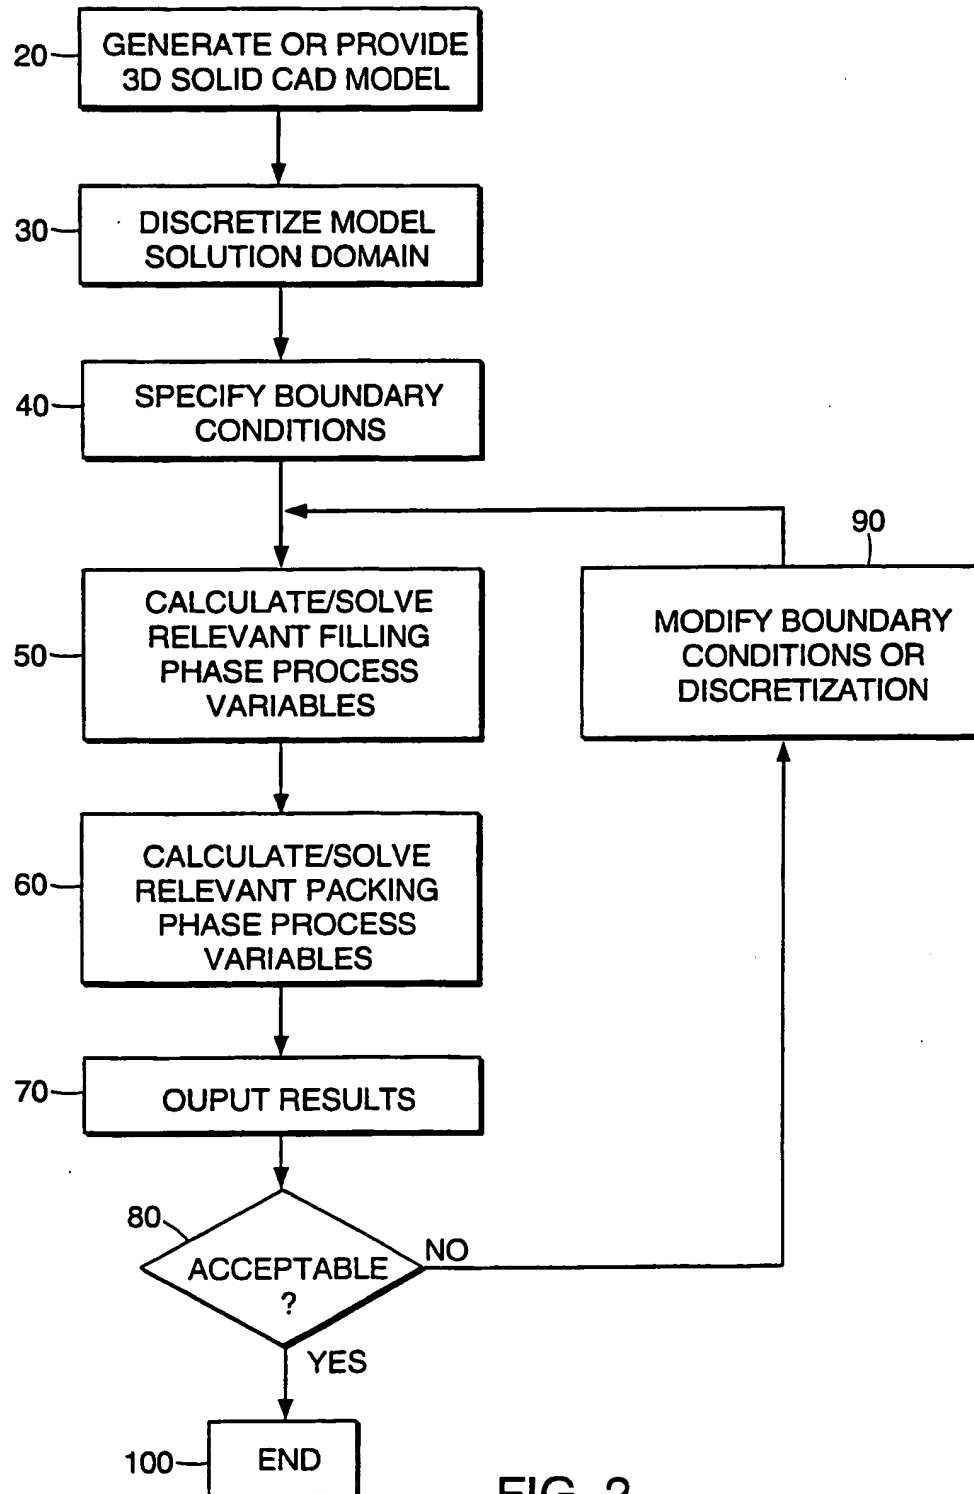 20
GENERATE OR PROVIDE
3D SOLID CAD MODEL
30
DISCRETIZE MODEL
SOLUTION DOMAIN
40
SPECIFY BOUNDARY
CONDITIONS
90
MODIFY BOUNDARY
CONDITIONS OR
DISCRETIZATION
50
CALCULATE/SOLVE
RELEVANT FILLING
PHASE PROCESS
VARIABLES
60
CALCULATE/SOLVE
RELEVANT PACKING
PHASE PROCESS
VARIABLES
70
OUPUT RESULTS
80
ACCEPTABLE
?
NO
YES
100
END
FIG. 2